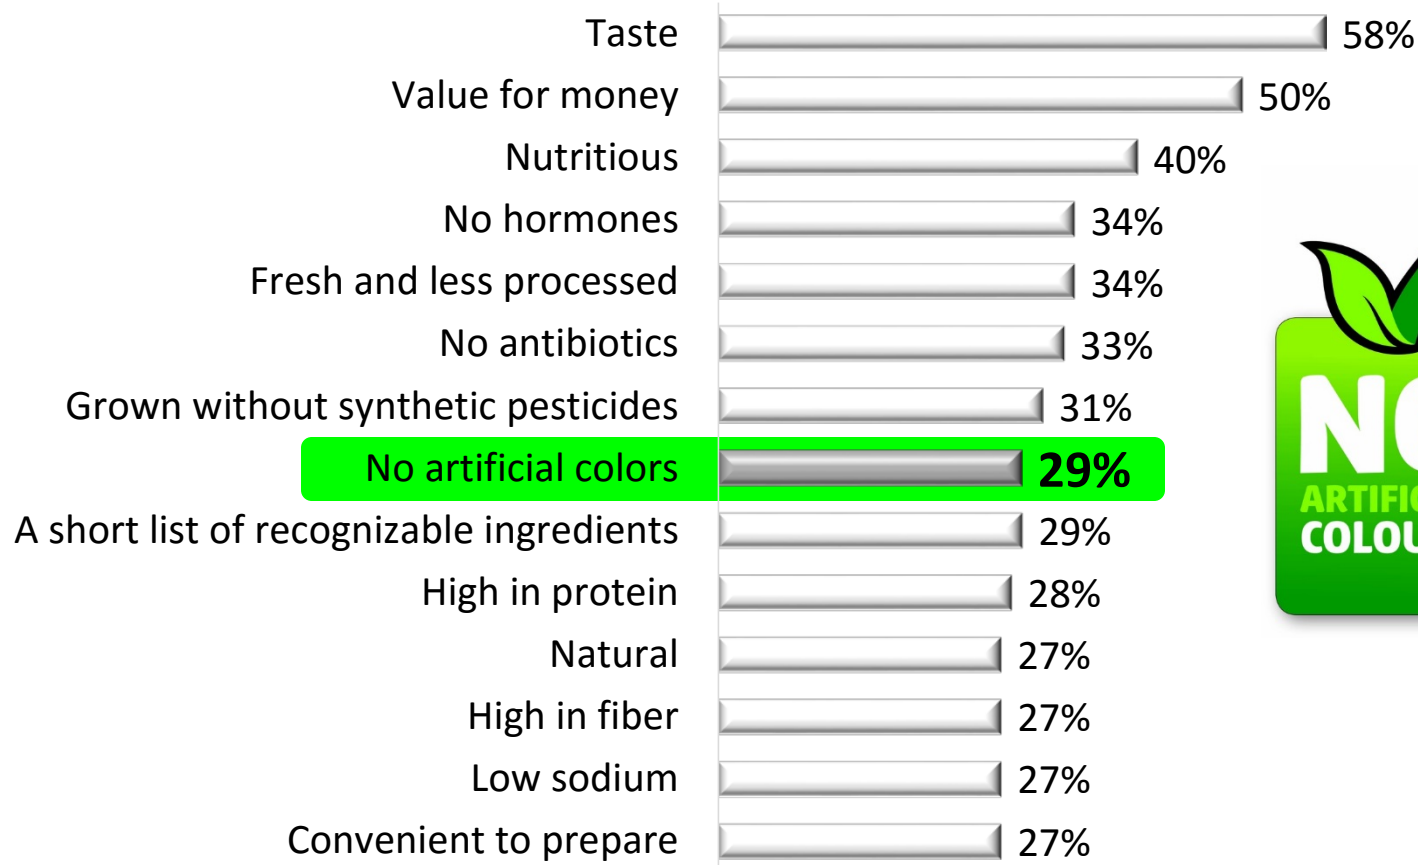 Taste 58%
Value for money 50%
Nutritious 40%
No hormones 34%
Fresh and less processed 34%
No antibiotics 33%
Grown without synthetic pesticides 31%
No artificial colors 29%
A short list of recognizable ingredients 29%
High in protein 28%
Natural 27%
High in fiber 27%
Low sodium 27%
Convenient to prepare 27%